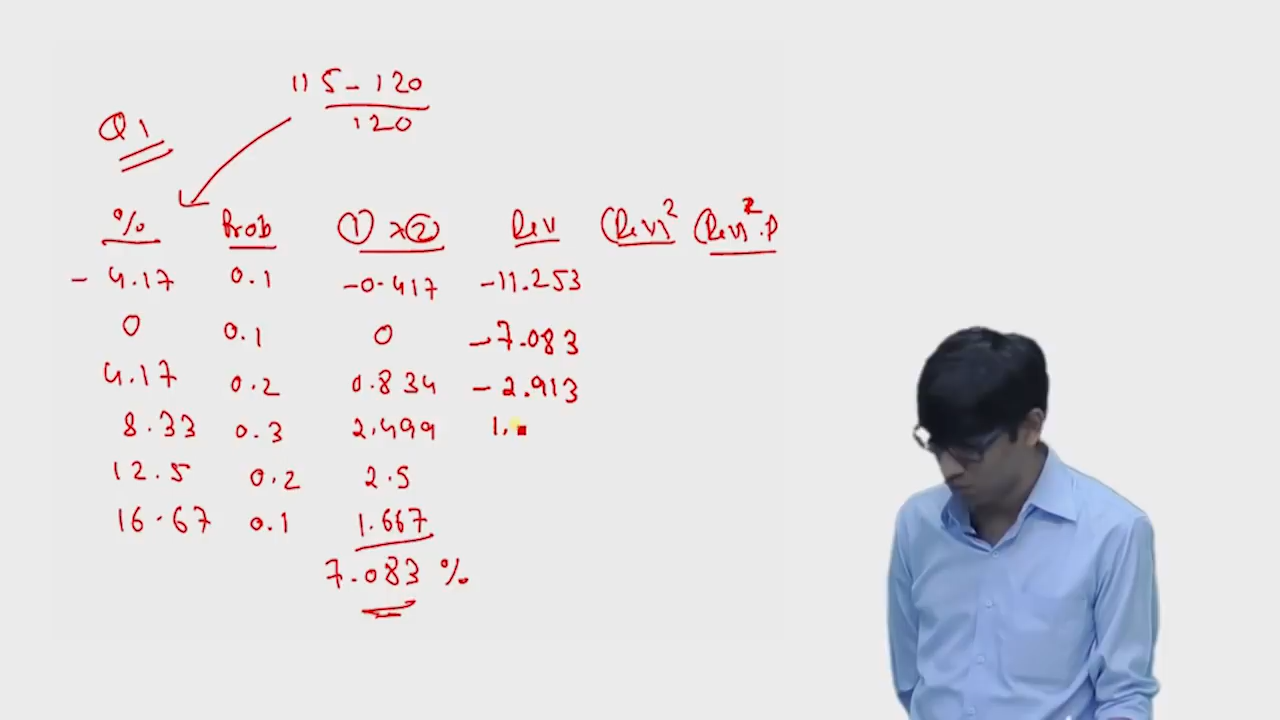 115-120
120
Q1
% Prob ① x② Dev (Dev)² (Dev)².P
- 4.17 0.1 -0.417 -11.253
0 0.1 0 -7.083
4.17 0.2 0.834 -2.913
8.33 0.3 2.499 1.
12.5 0.2 2.5
16.67 0.1 1.667
7.083 %